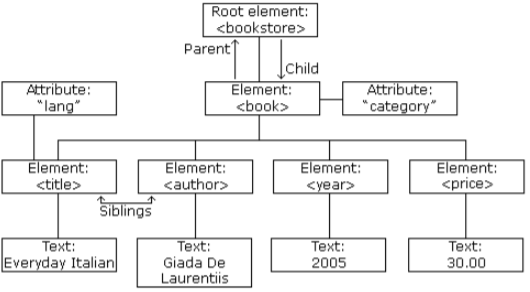 Root element:
<bookstore>
Parent
Child
Attribute:
"lang"
Element:
<book>
Attribute:
"category"
Element:
<title>
Element:
<author>
Element:
<year>
Element:
<price>
Siblings
Text:
Everyday Italian
Text:
Giada De
Laurentiis
Text:
2005
Text:
30.00